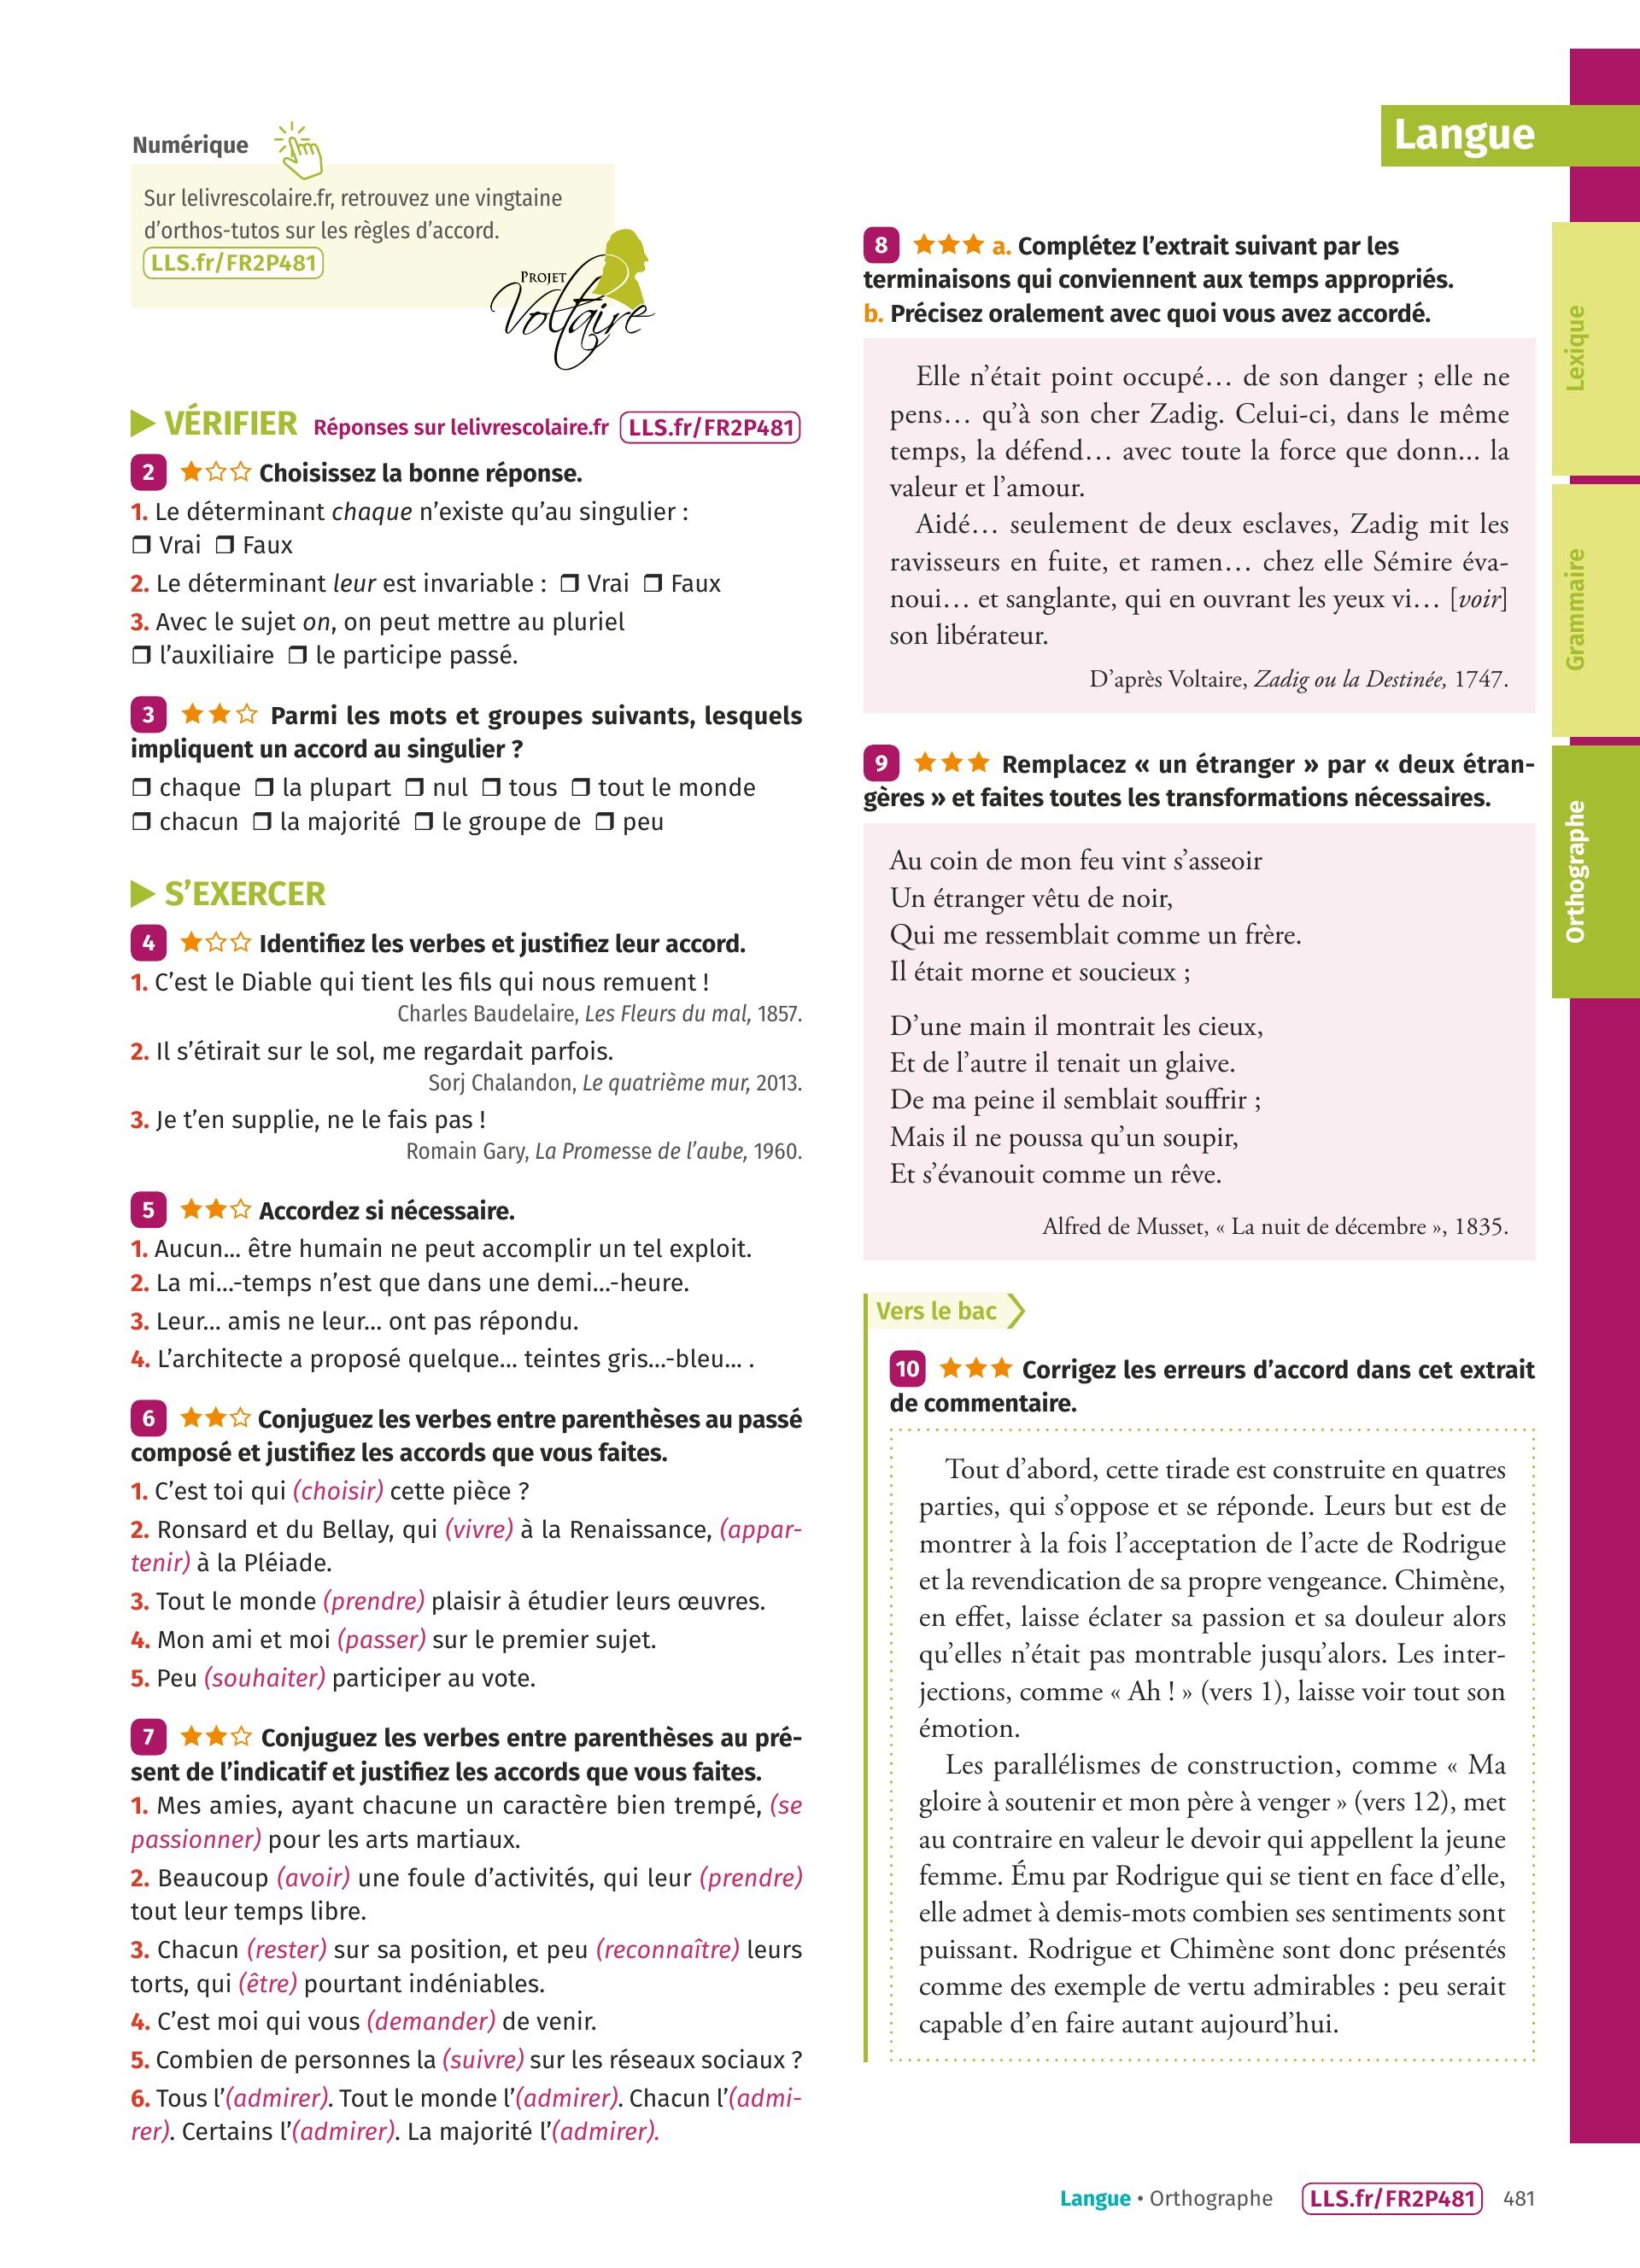 Numérique
Sur lelivrescolaire.fr, retrouvez une vingtaine
d’orthos-tutos sur les règles d’accord.
LLS.fr/FR2P481
PROJET
Voltaire
VÉRIFIER Réponses sur lelivrescolaire.fr LLS.fr/FR2P481
2 ★☆☆ Choisissez la bonne réponse.
1. Le déterminant chaque n’existe qu’au singulier :
❒ Vrai ❒ Faux
2. Le déterminant leur est invariable : ❒ Vrai ❒ Faux
3. Avec le sujet on, on peut mettre au pluriel
❒ l’auxiliaire ❒ le participe passé.
3 ★★☆ Parmi les mots et groupes suivants, lesquels
impliquent un accord au singulier ?
❒ chaque ❒ la plupart ❒ nul ❒ tous ❒ tout le monde
❒ chacun ❒ la majorité ❒ le groupe de ❒ peu
S’EXERCER
4 ★☆☆ Identifiez les verbes et justifiez leur accord.
1. C’est le Diable qui tient les fils qui nous remuent !
Charles Baudelaire, Les Fleurs du mal, 1857.
2. Il s’étirait sur le sol, me regardait parfois.
Sorj Chalandon, Le quatrième mur, 2013.
3. Je t’en supplie, ne le fais pas !
Romain Gary, La Promesse de l’aube, 1960.
5 ★★☆ Accordez si nécessaire.
1. Aucun... être humain ne peut accomplir un tel exploit.
2. La mi...-temps n’est que dans une demi...-heure.
3. Leur... amis ne leur... ont pas répondu.
4. L’architecte a proposé quelque... teintes gris...-bleu... .
6 ★★☆ Conjuguez les verbes entre parenthèses au passé
composé et justifiez les accords que vous faites.
1. C’est toi qui (choisir) cette pièce ?
2. Ronsard et du Bellay, qui (vivre) à la Renaissance, (appar-
tenir) à la Pléiade.
3. Tout le monde (prendre) plaisir à étudier leurs œuvres.
4. Mon ami et moi (passer) sur le premier sujet.
5. Peu (souhaiter) participer au vote.
7 ★★☆ Conjuguez les verbes entre parenthèses au pré-
sent de l’indicatif et justifiez les accords que vous faites.
1. Mes amies, ayant chacune un caractère bien trempé, (se
passionner) pour les arts martiaux.
2. Beaucoup (avoir) une foule d’activités, qui leur (prendre)
tout leur temps libre.
3. Chacun (rester) sur sa position, et peu (reconnaître) leurs
torts, qui (être) pourtant indéniables.
4. C’est moi qui vous (demander) de venir.
5. Combien de personnes la (suivre) sur les réseaux sociaux ?
6. Tous l’(admirer). Tout le monde l’(admirer). Chacun l’(admi-
rer). Certains l’(admirer). La majorité l’(admirer).
Langue
8 ★★★ a. Complétez l’extrait suivant par les
terminaisons qui conviennent aux temps appropriés.
b. Précisez oralement avec quoi vous avez accordé.
Elle n’était point occupé… de son danger ; elle ne
pens… qu’à son cher Zadig. Celui-ci, dans le même
temps, la défend… avec toute la force que donn... la
valeur et l’amour.
Aidé… seulement de deux esclaves, Zadig mit les
ravisseurs en fuite, et ramen… chez elle Sémire éva-
noui… et sanglante, qui en ouvrant les yeux vi… [voir]
son libérateur.
D’après Voltaire, Zadig ou la Destinée, 1747.
9 ★★★ Remplacez « un étranger » par « deux étran-
gères » et faites toutes les transformations nécessaires.
Au coin de mon feu vint s’asseoir
Un étranger vêtu de noir,
Qui me ressemblait comme un frère.
Il était morne et soucieux ;
D’une main il montrait les cieux,
Et de l’autre il tenait un glaive.
De ma peine il semblait souffrir ;
Mais il ne poussa qu’un soupir,
Et s’évanouit comme un rêve.
Alfred de Musset, « La nuit de décembre », 1835.
Vers le bac
10 ★★★ Corrigez les erreurs d’accord dans cet extrait
de commentaire.
Tout d’abord, cette tirade est construite en quatres
parties, qui s’oppose et se réponde. Leurs but est de
montrer à la fois l’acceptation de l’acte de Rodrigue
et la revendication de sa propre vengeance. Chimène,
en effet, laisse éclater sa passion et sa douleur alors
qu’elles n’était pas montrable jusqu’alors. Les inter-
jections, comme « Ah ! » (vers 1), laisse voir tout son
émotion.
Les parallélismes de construction, comme « Ma
gloire à soutenir et mon père à venger » (vers 12), met
au contraire en valeur le devoir qui appellent la jeune
femme. Ému par Rodrigue qui se tient en face d’elle,
elle admet à demis-mots combien ses sentiments sont
puissant. Rodrigue et Chimène sont donc présentés
comme des exemple de vertu admirables : peu serait
capable d’en faire autant aujourd’hui.
Lexique
Grammaire
Orthographe
Langue • Orthographe LLS.fr/FR2P481 481